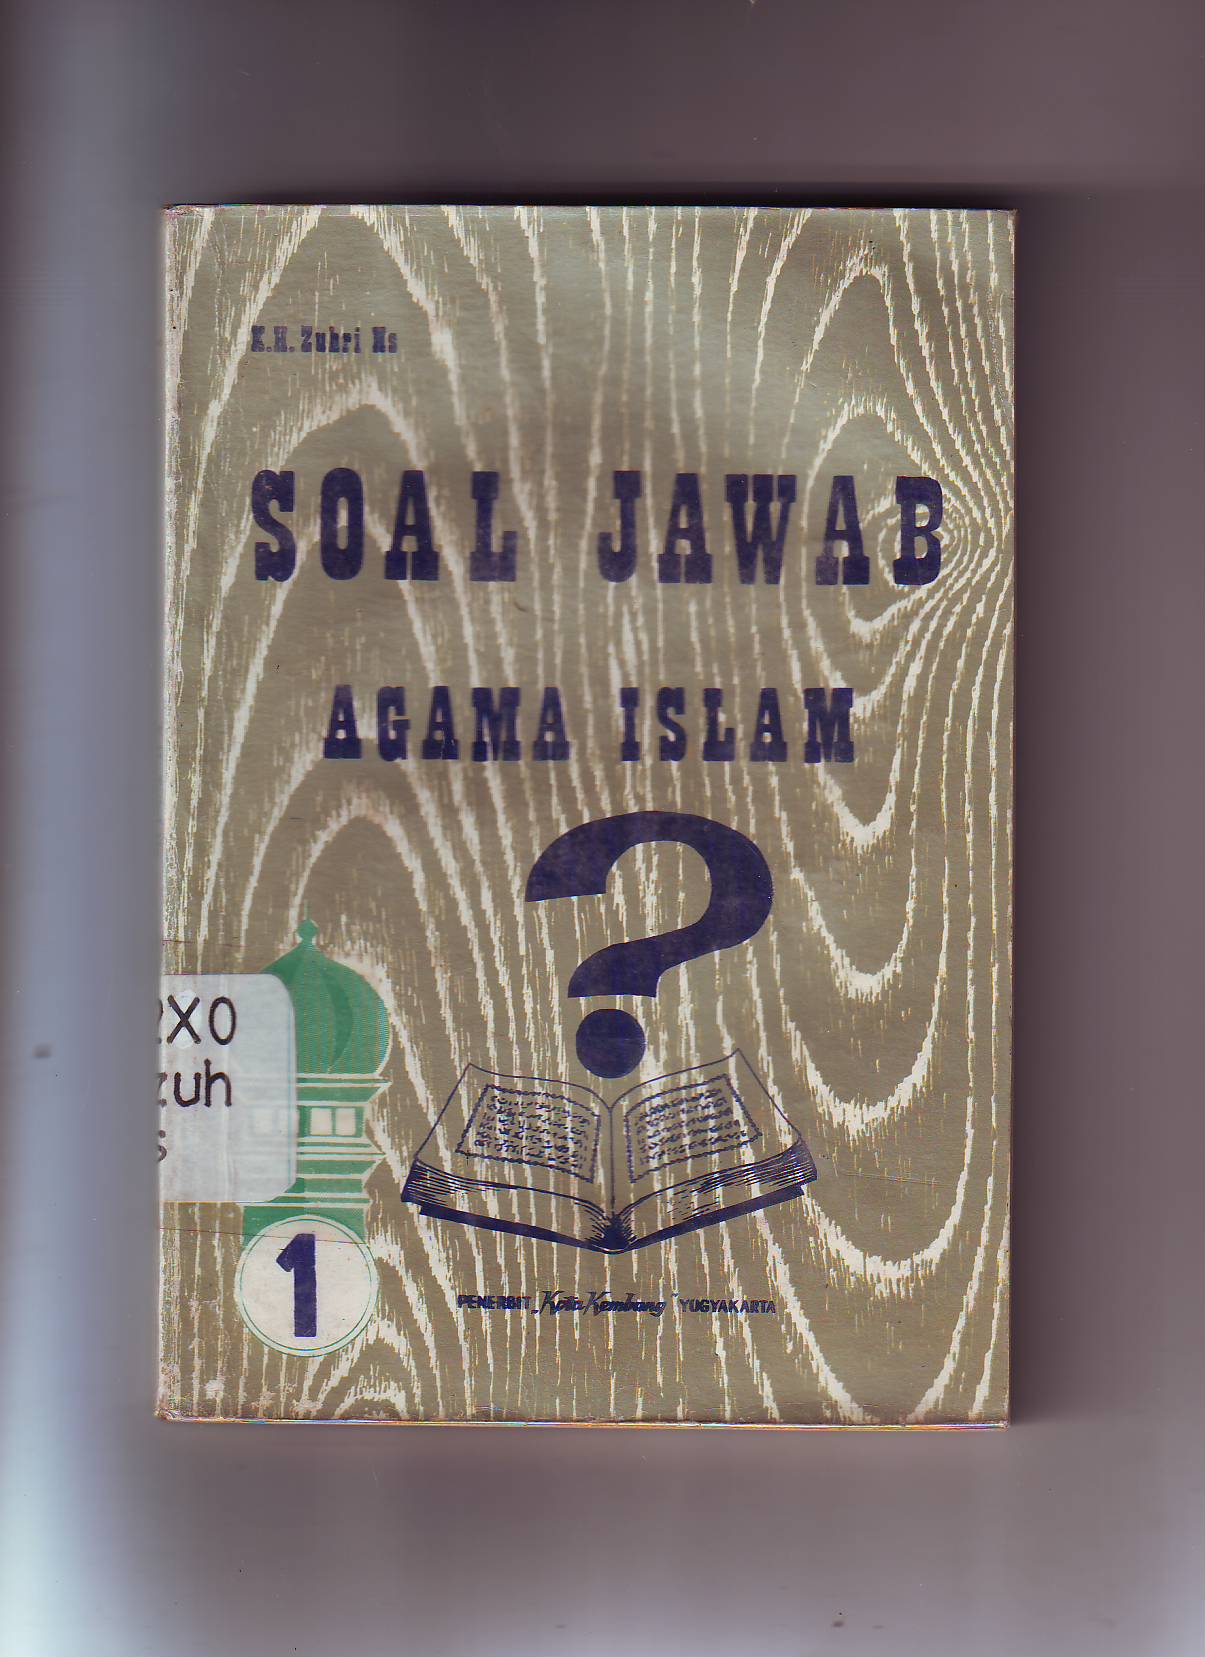 K.H. Zuhri Hs
SOAL JAWAB
AGAMA ISLAM
?
2X0
zuh
s
1
PENERBIT „Kota Kembang" YOGYAKARTA